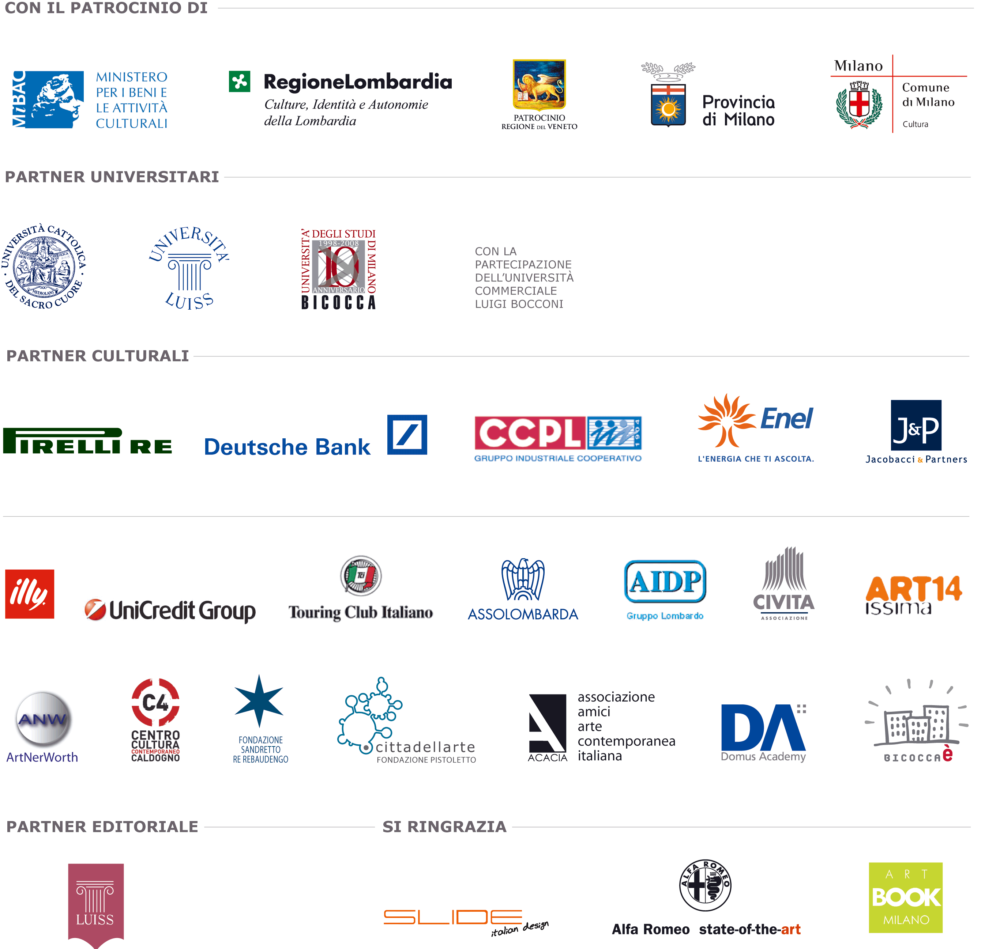 CON IL PATROCINIO DI
MiBAC
MINISTERO
PER I BENI E
LE ATTIVITÀ
CULTURALI
RegioneLombardia
Culture, Identità e Autonomie
della Lombardia
PATROCINIO
REGIONE DEL VENETO
Provincia
di Milano
Milano
Comune
di Milano
Cultura
PARTNER UNIVERSITARI
UNIVERSITÀ CATTOLICA
· DEL SACRO CUORE ·
MEDIOLANI
UNIVERSITA'
LUISS
UNIVERSITA' DEGLI STUDI DI MILANO
1998-2008
10
ANNIVERSARIO
BICOCCA
CON LA
PARTECIPAZIONE
DELL'UNIVERSITÀ
COMMERCIALE
LUIGI BOCCONI
PARTNER CULTURALI
PIRELLI RE
Deutsche Bank
CCPL
1904
GRUPPO INDUSTRIALE COOPERATIVO
Enel
L'ENERGIA CHE TI ASCOLTA.
J&P
Jacobacci & Partners
illy
UniCredit Group
TCi
Touring Club Italiano
ASSOLOMBARDA
AIDP
Gruppo Lombardo
CIVITA
ASSOCIAZIONE
ART14
issima
ANW
ArtNerWorth
C4
CENTRO
CULTURA
CONTEMPORANEO
CALDOGNO
FONDAZIONE
SANDRETTO
RE REBAUDENGO
cittadellarte
FONDAZIONE PISTOLETTO
ACACIA
associazione
amici
arte
contemporanea
italiana
DA
Domus Academy
BICOCCA è
PARTNER EDITORIALE
SI RINGRAZIA
LUISS
SLIDE
italian design
ALFA ROMEO
Alfa Romeo state-of-the-art
ART
BOOK
MILANO